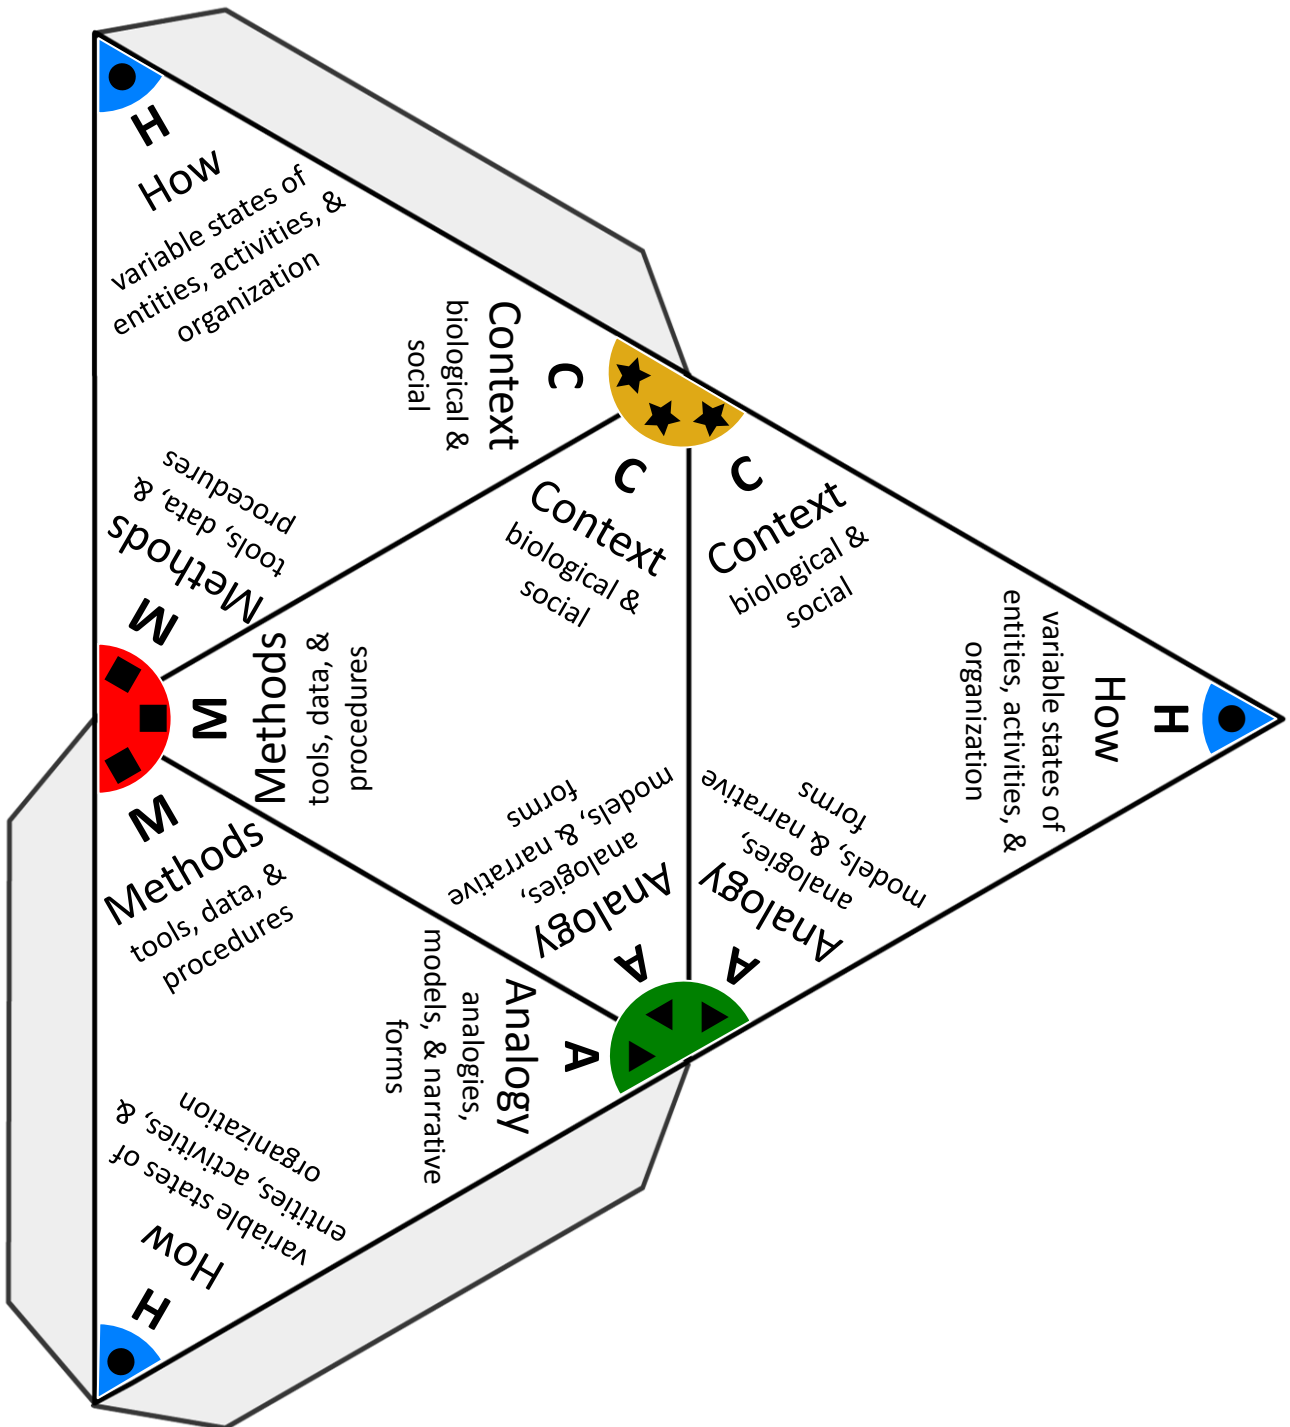 H
How
variable states of
entities, activities, &
organization
C
Context
biological &
social
M
Methods
tools, data, &
procedures
C
Context
biological &
social
M
Methods
tools, data, &
procedures
A
Analogy
analogies,
models, & narrative
forms
C
Context
biological &
social
H
How
variable states of
entities, activities, &
organization
A
Analogy
analogies,
models, & narrative
forms
M
Methods
tools, data, &
procedures
A
Analogy
analogies,
models, & narrative
forms
H
How
variable states of
entities, activities, &
organization